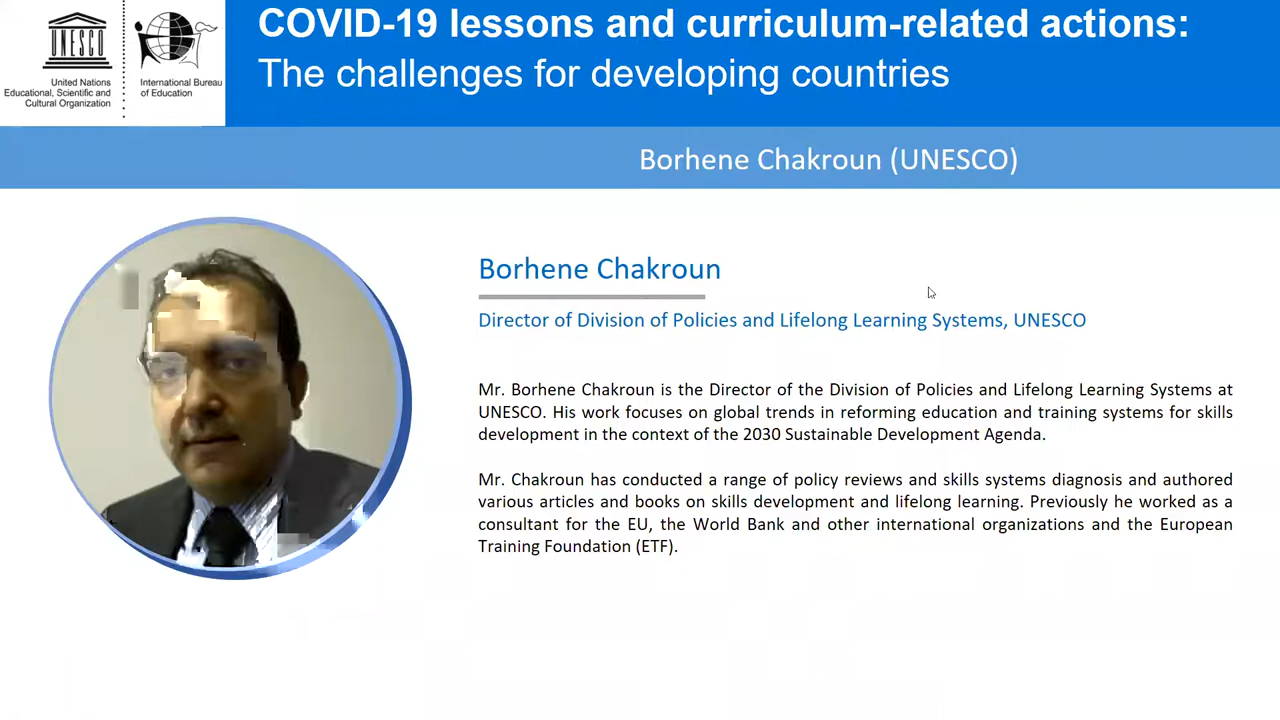 UNESCO
United Nations
Educational, Scientific and
Cultural Organization
International Bureau
of Education
COVID-19 lessons and curriculum-related actions:
The challenges for developing countries
Borhene Chakroun (UNESCO)
Borhene Chakroun
Director of Division of Policies and Lifelong Learning Systems, UNESCO
Mr. Borhene Chakroun is the Director of the Division of Policies and Lifelong Learning Systems at
UNESCO. His work focuses on global trends in reforming education and training systems for skills
development in the context of the 2030 Sustainable Development Agenda.
Mr. Chakroun has conducted a range of policy reviews and skills systems diagnosis and authored
various articles and books on skills development and lifelong learning. Previously he worked as a
consultant for the EU, the World Bank and other international organizations and the European
Training Foundation (ETF).